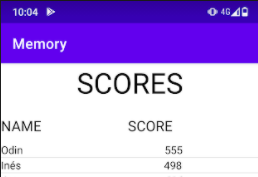 10:04 4G
Memory
SCORES
NAME SCORE
Odin 555
Inés 498